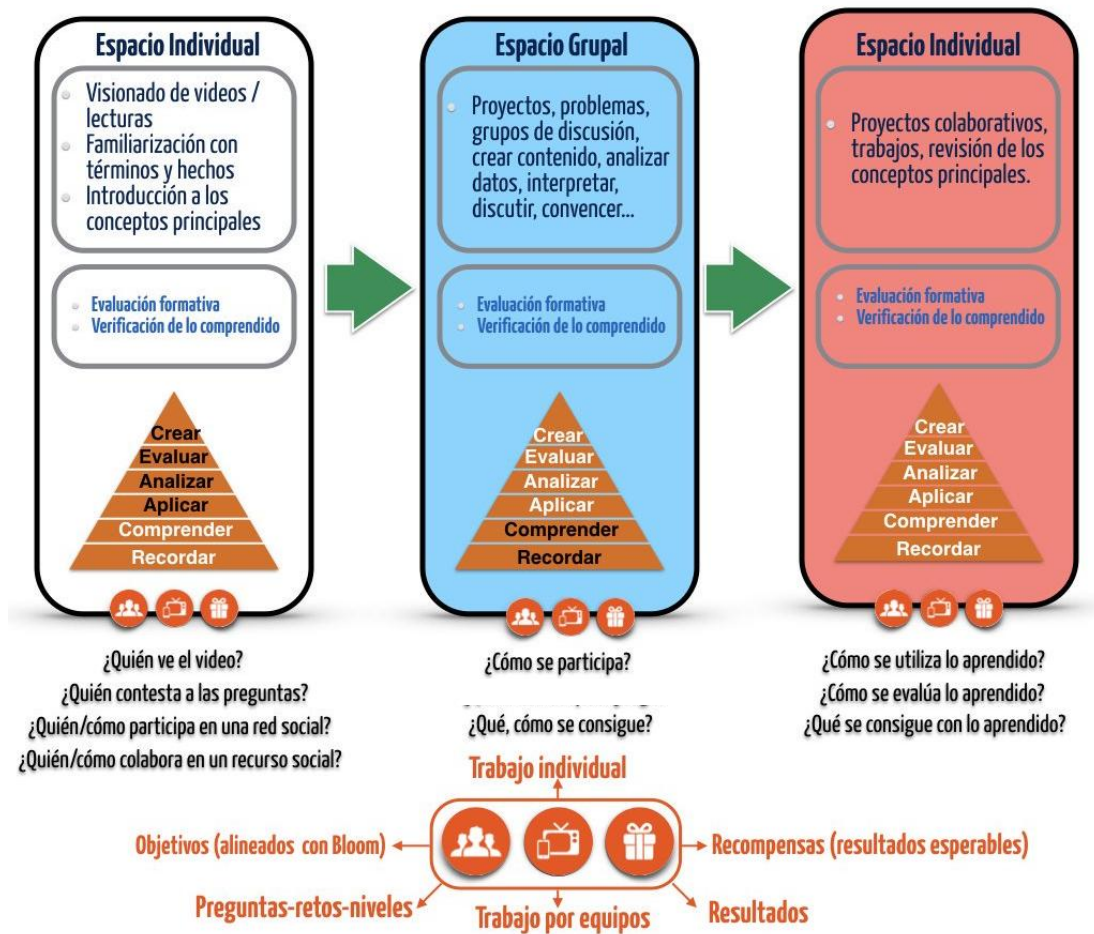 Espacio Individual
Visionado de videos /
lecturas
Familiarización con
términos y hechos
Introducción a los
conceptos principales
Evaluación formativa
Verificación de lo comprendido
Crear
Evaluar
Analizar
Aplicar
Comprender
Recordar
¿Quién ve el video?
¿Quién contesta a las preguntas?
¿Quién/cómo participa en una red social?
¿Quién/cómo colabora en un recurso social?
Espacio Grupal
Proyectos, problemas,
grupos de discusión,
crear contenido, analizar
datos, interpretar,
discutir, convencer...
Evaluación formativa
Verificación de lo comprendido
Crear
Evaluar
Analizar
Aplicar
Comprender
Recordar
¿Cómo se participa?
¿Qué, cómo se consigue?
Espacio Individual
Proyectos colaborativos,
trabajos, revisión de los
conceptos principales.
Evaluación formativa
Verificación de lo comprendido
Crear
Evaluar
Analizar
Aplicar
Comprender
Recordar
¿Cómo se utiliza lo aprendido?
¿Cómo se evalúa lo aprendido?
¿Qué se consigue con lo aprendido?
Trabajo individual
Objetivos (alineados con Bloom)
Recompensas (resultados esperables)
Preguntas-retos-niveles
Trabajo por equipos
Resultados